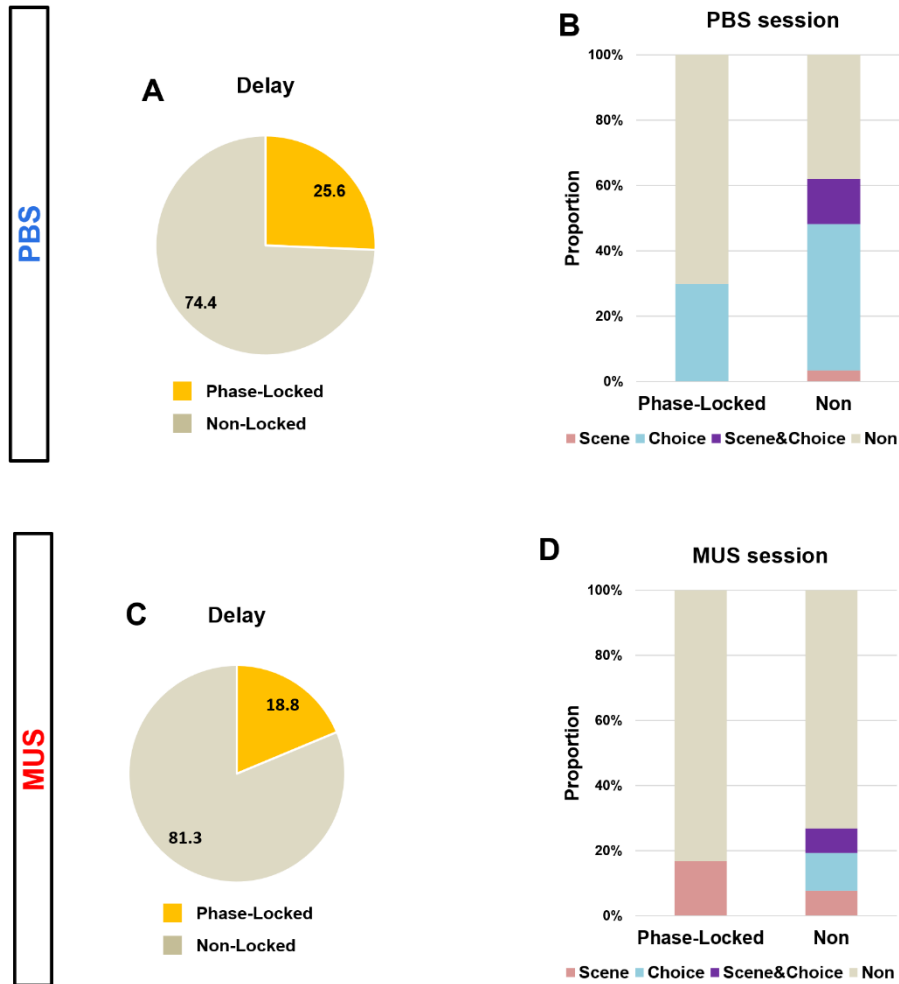 PBS
A
Delay
25.6
74.4
Phase-Locked
Non-Locked
B
PBS session
Proportion
100%
80%
60%
40%
20%
0%
Phase-Locked Non
Scene Choice Scene&Choice Non
MUS
C
Delay
18.8
81.3
Phase-Locked
Non-Locked
D
MUS session
Proportion
100%
80%
60%
40%
20%
0%
Phase-Locked Non
Scene Choice Scene&Choice Non